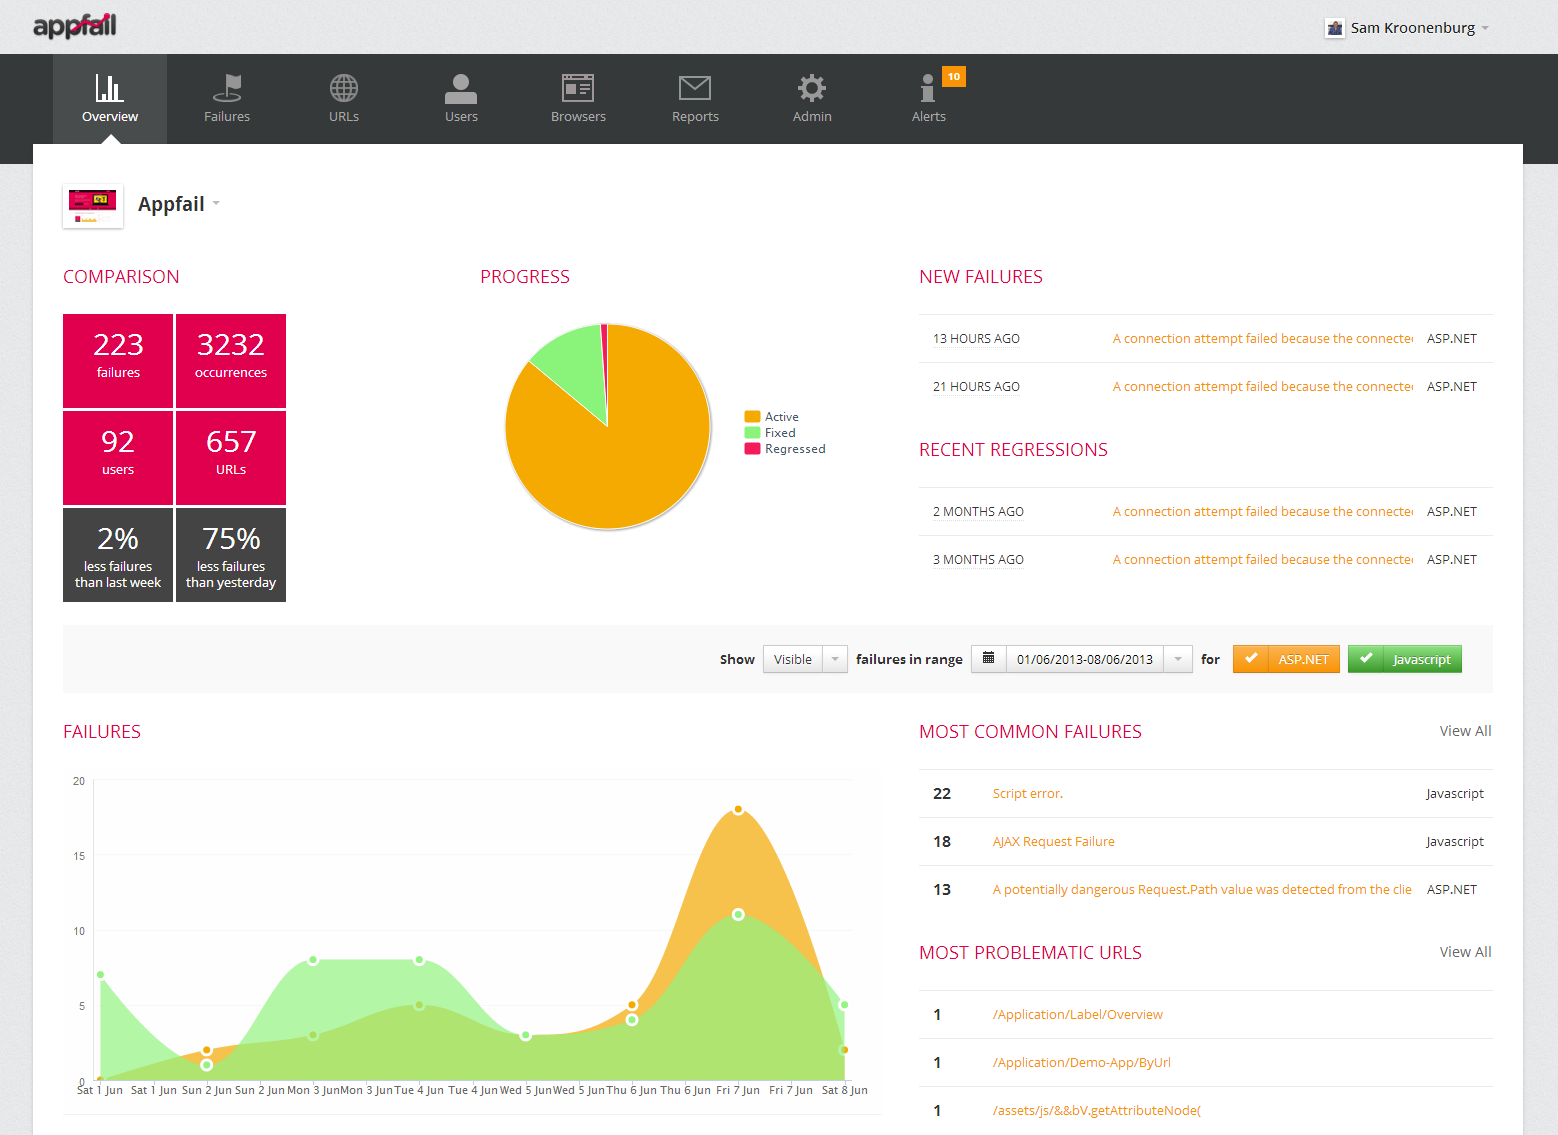 appfail
Sam Kroonenburg
Overview
Failures
URLs
Users
Browsers
Reports
Admin
Alerts
10
Appfail
COMPARISON
223
failures
3232
occurrences
92
users
657
URLs
2%
less failures
than last week
75%
less failures
than yesterday
PROGRESS
Active
Fixed
Regressed
NEW FAILURES
13 HOURS AGO A connection attempt failed because the connecte ASP.NET
21 HOURS AGO A connection attempt failed because the connecte ASP.NET
RECENT REGRESSIONS
2 MONTHS AGO A connection attempt failed because the connecte ASP.NET
3 MONTHS AGO A connection attempt failed because the connecte ASP.NET
Show Visible failures in range 01/06/2013-08/06/2013 for ASP.NET Javascript
FAILURES
20
15
10
5
0
Sat 1 Jun Sat 1 Jun Sun 2 Jun Sun 2 Jun Mon 3 Jun Mon 3 Jun Tue 4 Jun Tue 4 Jun Wed 5 Jun Wed 5 Jun Thu 6 Jun Thu 6 Jun Fri 7 Jun Fri 7 Jun Sat 8 Jun
MOST COMMON FAILURES View All
22 Script error. Javascript
18 AJAX Request Failure Javascript
13 A potentially dangerous Request.Path value was detected from the clie ASP.NET
MOST PROBLEMATIC URLS View All
1 /Application/Label/Overview
1 /Application/Demo-App/ByUrl
1 /assets/js/&&bV.getAttributeNode(